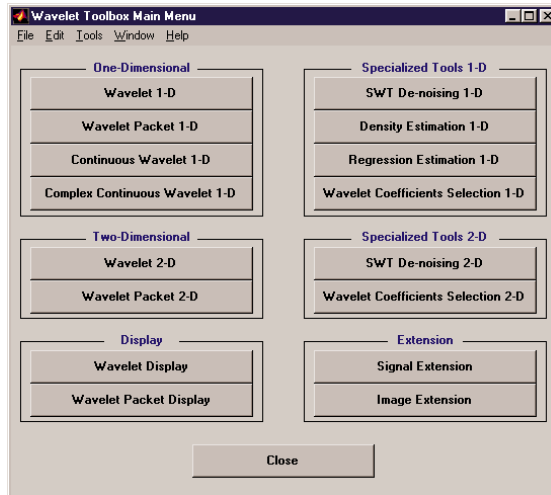 Wavelet Toolbox Main Menu
File Edit Tools Window Help
One-Dimensional
Wavelet 1-D
Wavelet Packet 1-D
Continuous Wavelet 1-D
Complex Continuous Wavelet 1-D
Specialized Tools 1-D
SWT De-noising 1-D
Density Estimation 1-D
Regression Estimation 1-D
Wavelet Coefficients Selection 1-D
Two-Dimensional
Wavelet 2-D
Wavelet Packet 2-D
Specialized Tools 2-D
SWT De-noising 2-D
Wavelet Coefficients Selection 2-D
Display
Wavelet Display
Wavelet Packet Display
Extension
Signal Extension
Image Extension
Close